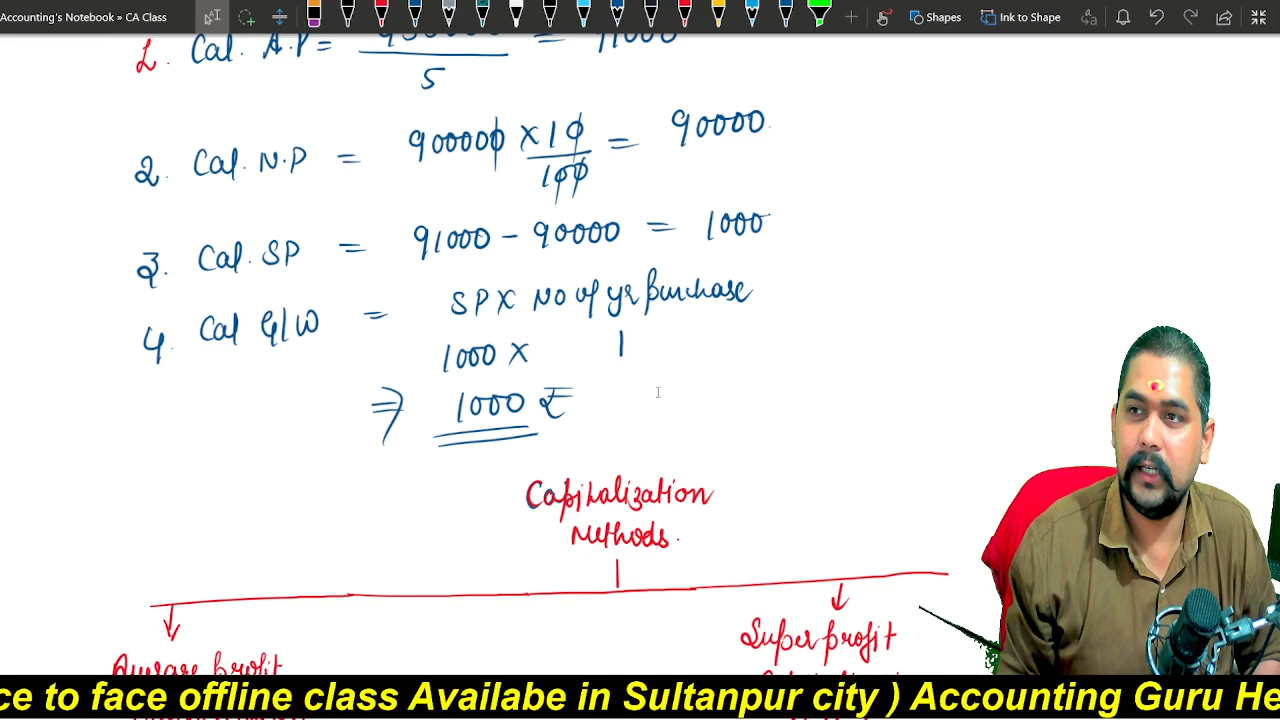 Accounting's Notebook » CA Class
Shapes
Ink to Shape
1. Cal. A.P =
5
2. Cal. N.P = 900000 × 10 / 100 = 90000
3. Cal. SP = 91000 - 90000 = 1000
4. Cal G/W = SP X No of yr purchase
1000 × 1
⇒ 1000 ₹
Capitalization
Methods.
Average profit
Super profit
ce to face offline class Availabe in Sultanpur city ) Accounting Guru He